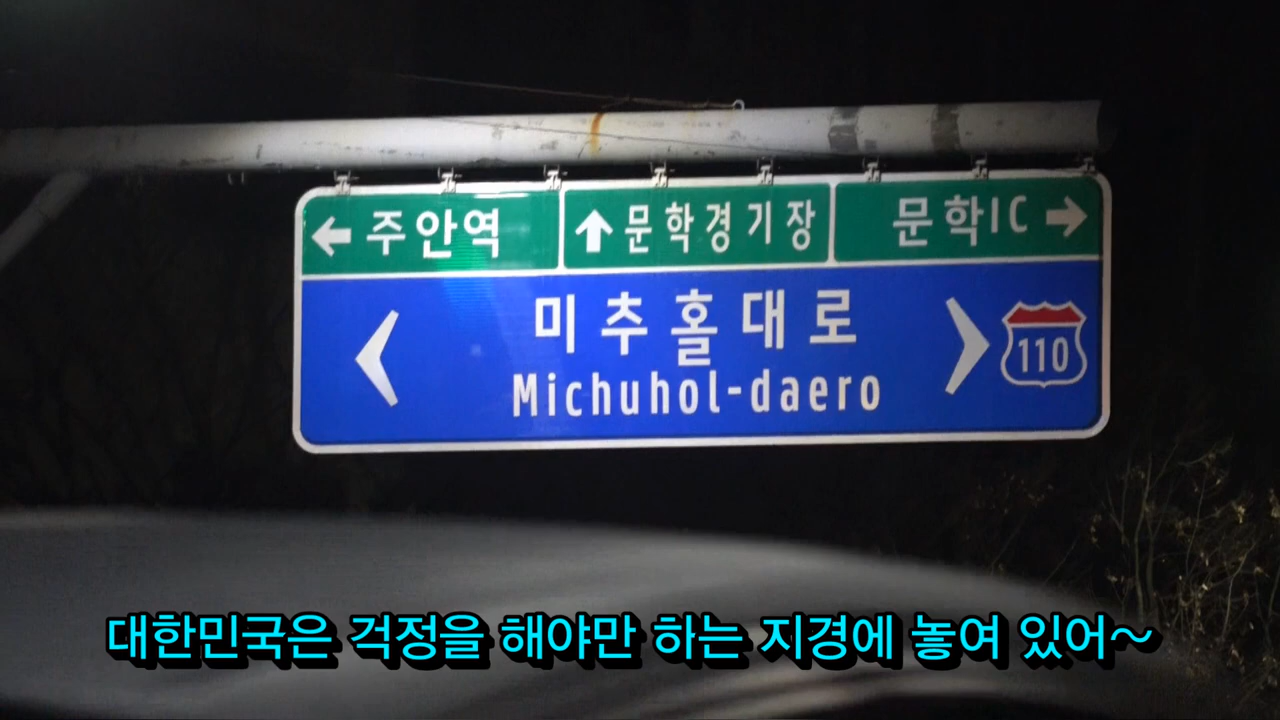 주안역
문학경기장
문학IC
미추홀대로
Michuhol-daero
110
대한민국은 걱정을 해야만 하는 지경에 놓여 있어~